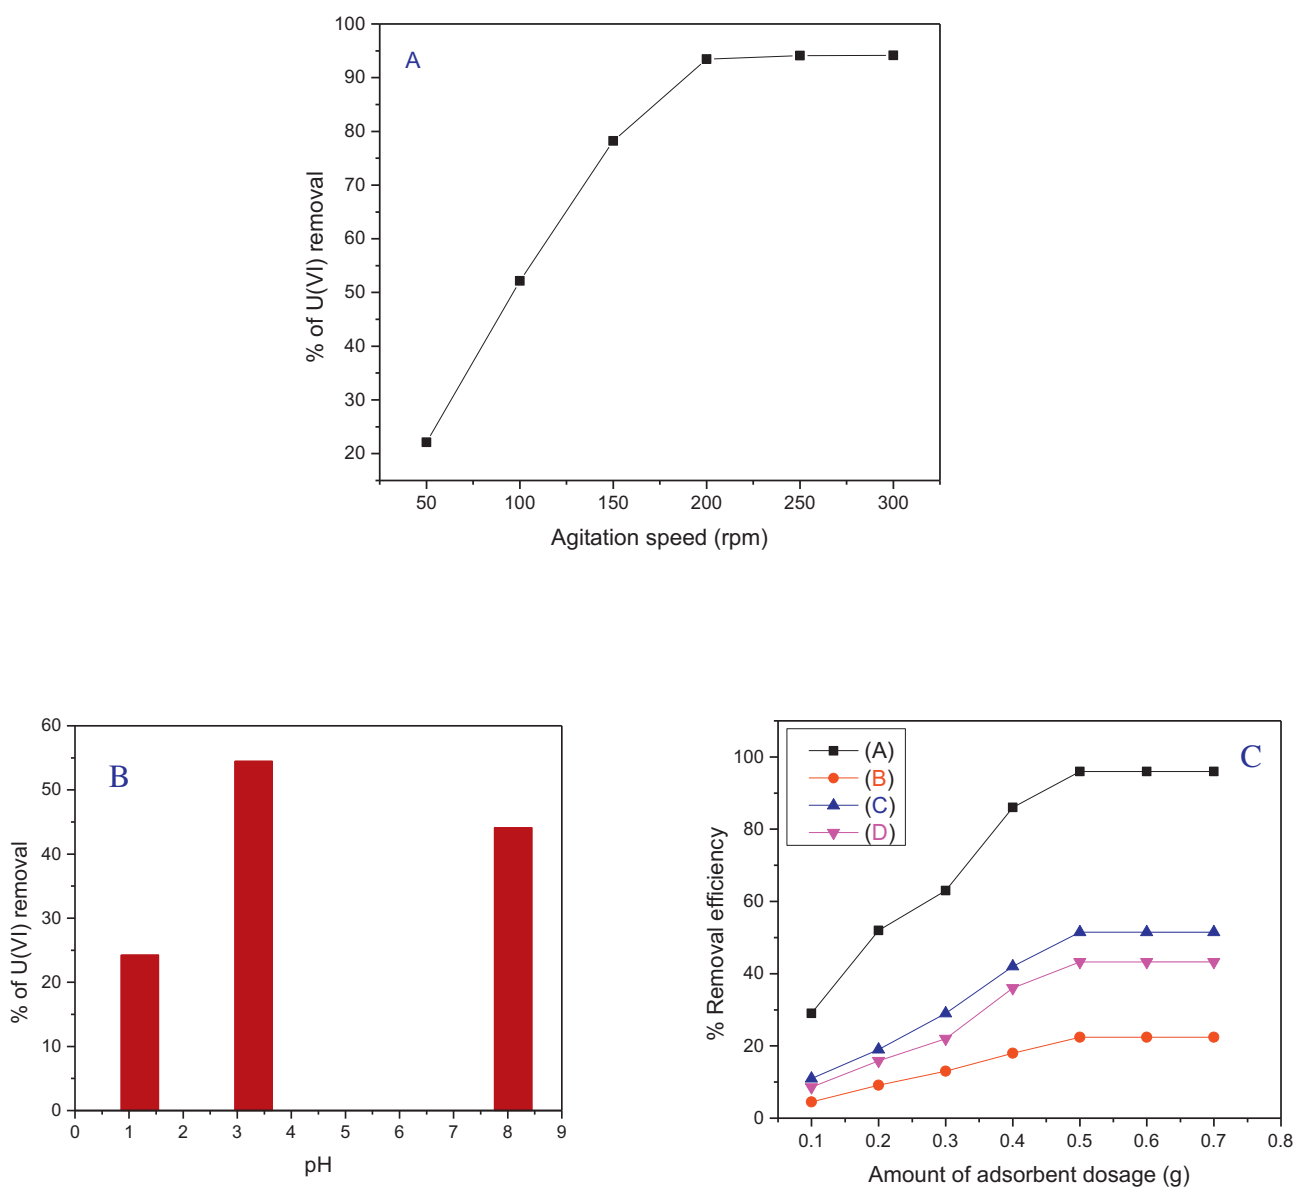 A
% of U(VI) removal
100
90
80
70
60
50
40
30
20
50 100 150 200 250 300
Agitation speed (rpm)
B
% of U(VI) removal
60
50
40
30
20
10
0
0 1 2 3 4 5 6 7 8 9
pH
C
(A)
(B)
(C)
(D)
% Removal efficiency
100
80
60
40
20
0
0.1 0.2 0.3 0.4 0.5 0.6 0.7 0.8
Amount of adsorbent dosage (g)